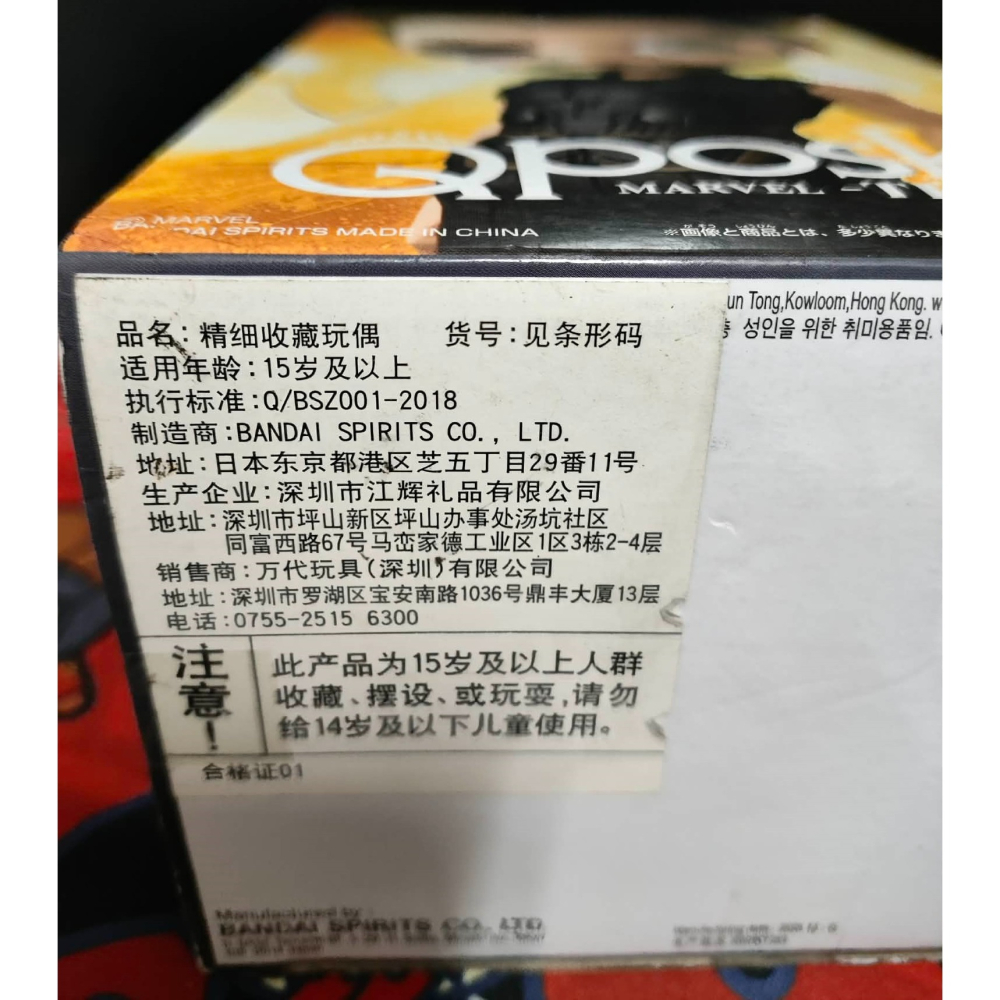 Qpos
MARVEL -T
© MARVEL
BANDAI SPIRITS MADE IN CHINA
※画像と商品とは、多少異なりま
un Tong,Kowloom,Hong Kong.
성인을 위한 취미용품임.
品名:精细收藏玩偶 货号:见条形码
适用年龄:15岁及以上
执行标准:Q/BSZ001-2018
制造商:BANDAI SPIRITS CO., LTD.
地址:日本东京都港区芝五丁目29番11号
生产企业:深圳市江辉礼品有限公司
地址:深圳市坪山新区坪山办事处汤坑社区
同富西路67号马峦家德工业区1区3栋2-4层
销售商:万代玩具(深圳)有限公司
地址:深圳市罗湖区宝安南路1036号鼎丰大厦13层
电话:0755-2515 6300
注意!
此产品为15岁及以上人群
收藏、摆设、或玩耍,请勿
给14岁及以下儿童使用。
合格证01
Manufactured by:
BANDAI SPIRITS CO., LTD